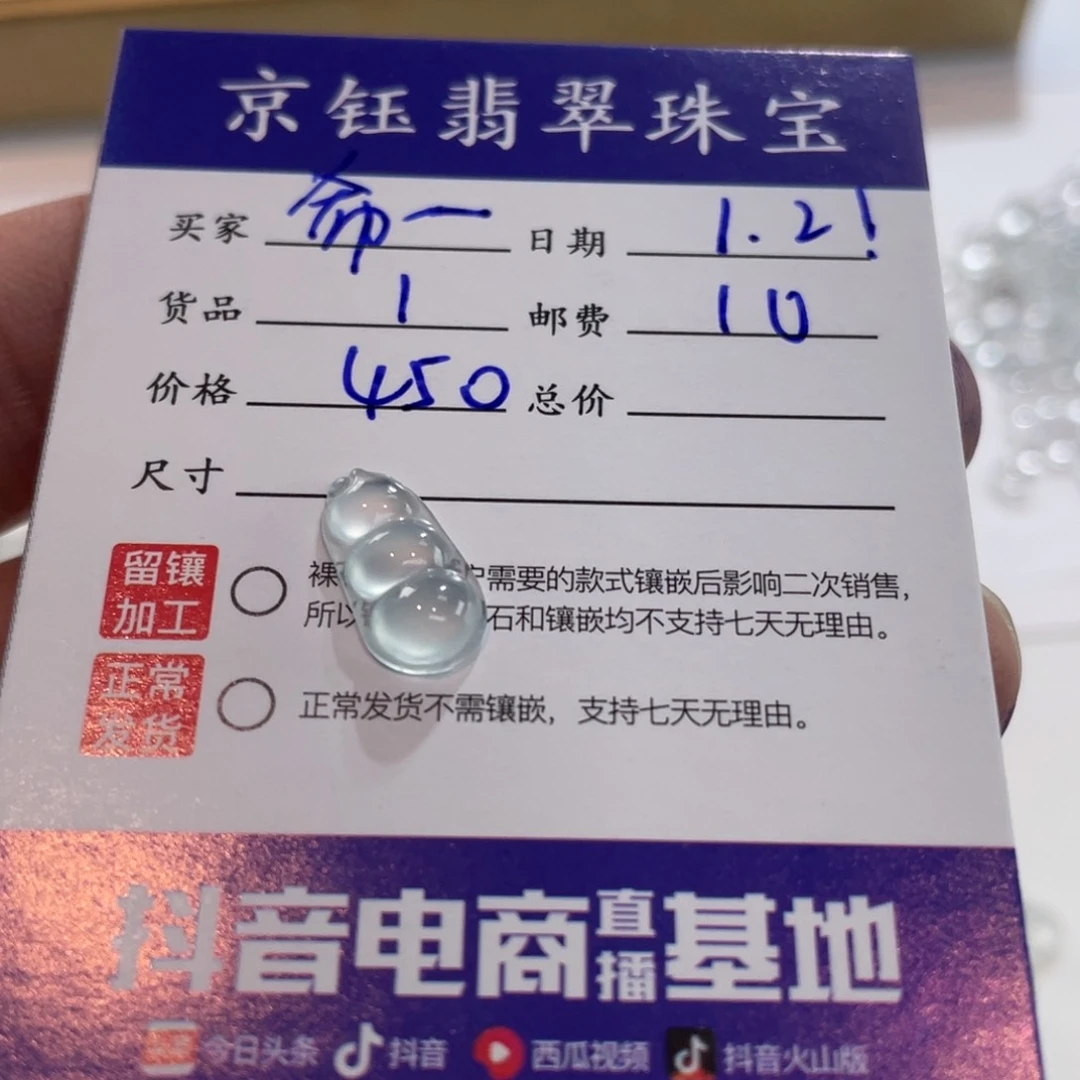 京钰翡翠珠宝
买家 命一 日期 1.21
货品 1 邮费 10
价格 450 总价
尺寸
留镶加工 裸 需要的款式镶嵌后影响二次销售，
所以 石和镶嵌均不支持七天无理由。
正常发货 正常发货不需镶嵌，支持七天无理由。
抖音电商直播基地
今日头条 抖音 西瓜视频 抖音火山版